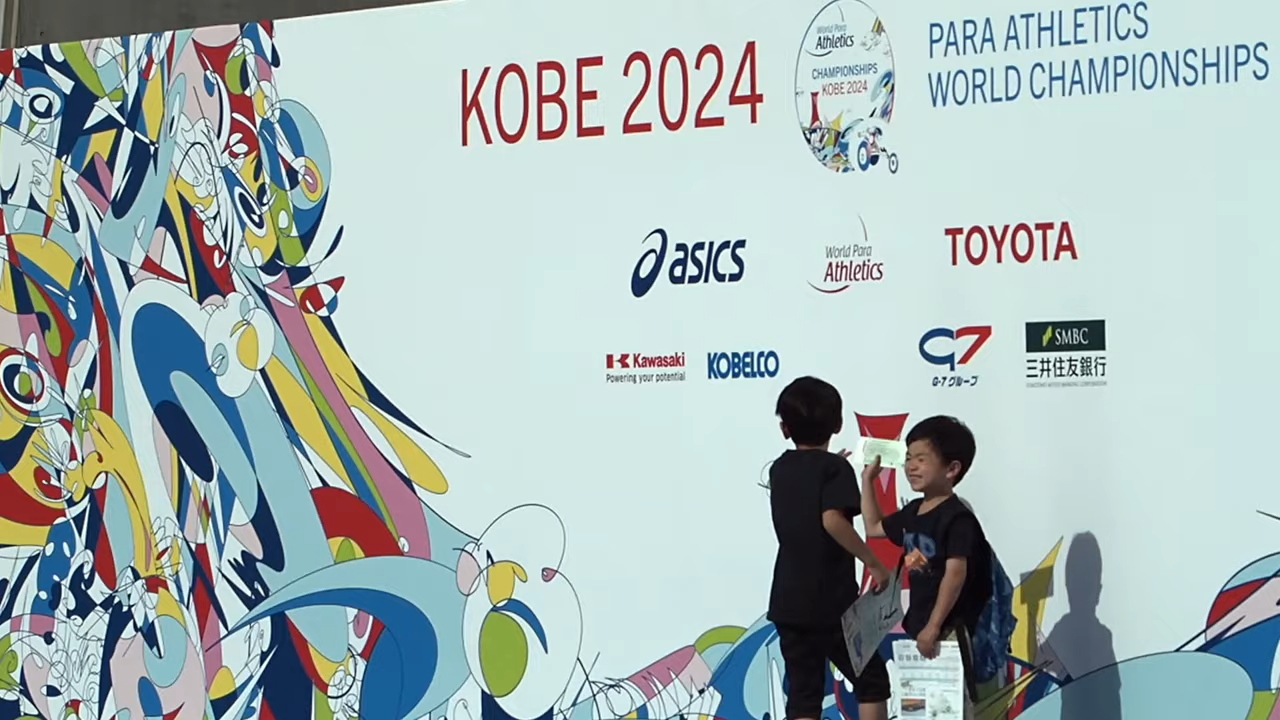 KOBE 2024
World Para
Athletics
CHAMPIONSHIPS
KOBE 2024
PARA ATHLETICS
WORLD CHAMPIONSHIPS
asics
World Para
Athletics
TOYOTA
Kawasaki
Powering your potential
KOBELCO
G7
G-7 グループ
SMBC
三井住友銀行